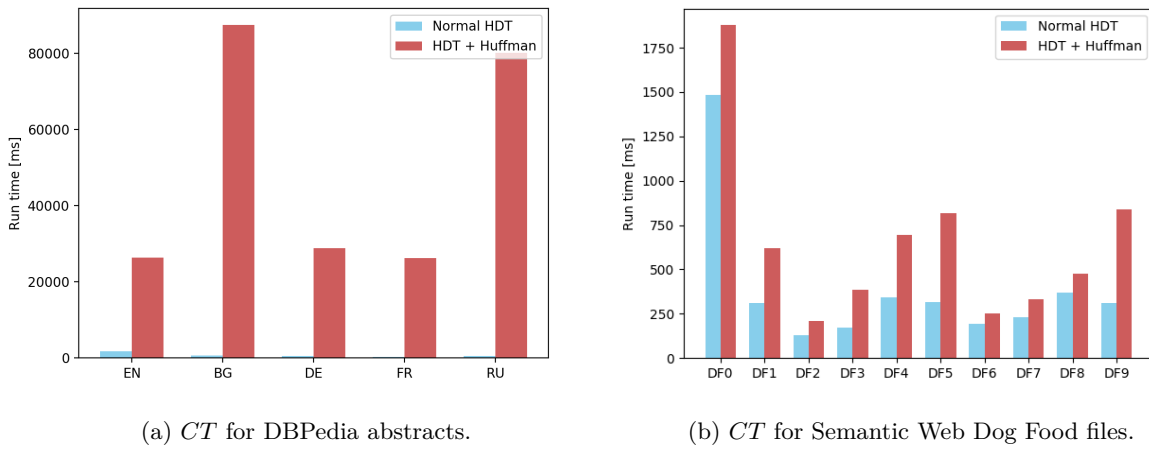 Normal HDT
HDT + Huffman
Run time [ms]
80000
60000
40000
20000
0
EN BG DE FR RU
(a) CT for DBPedia abstracts.
Normal HDT
HDT + Huffman
Run time [ms]
1750
1500
1250
1000
750
500
250
0
DF0 DF1 DF2 DF3 DF4 DF5 DF6 DF7 DF8 DF9
(b) CT for Semantic Web Dog Food files.